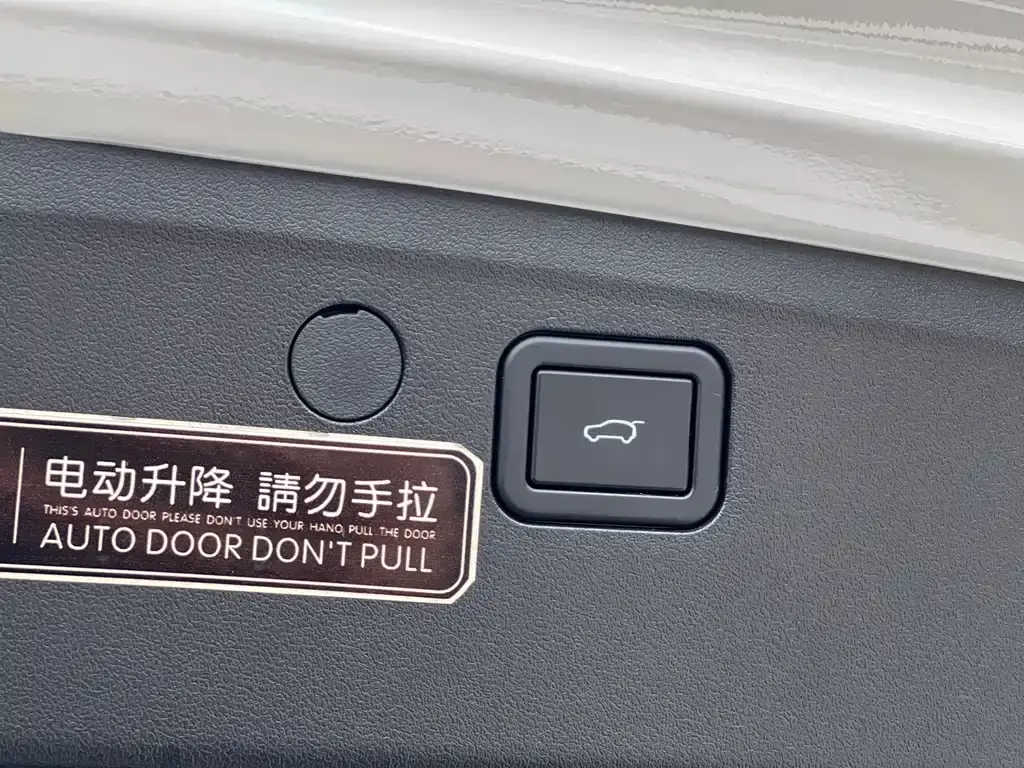 电动升降 請勿手拉
THIS'S AUTO DOOR PLEASE DON'T USE YOUR HANO PULL THE DOOR
AUTO DOOR DON'T PULL